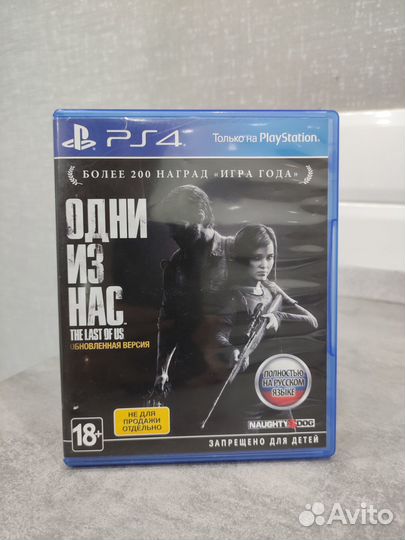 PS4
Только на PlayStation.
БОЛЕЕ 200 НАГРАД «ИГРА ГОДА»
ОДНИ
ИЗ
НАС
THE LAST OF US
ОБНОВЛЕННАЯ ВЕРСИЯ
ПОЛНОСТЬЮ
НА РУССКОМ
ЯЗЫКЕ
НЕ ДЛЯ
ПРОДАЖИ
ОТДЕЛЬНО
18+
NAUGHTY DOG
ЗАПРЕЩЕНО ДЛЯ ДЕТЕЙ
Avito